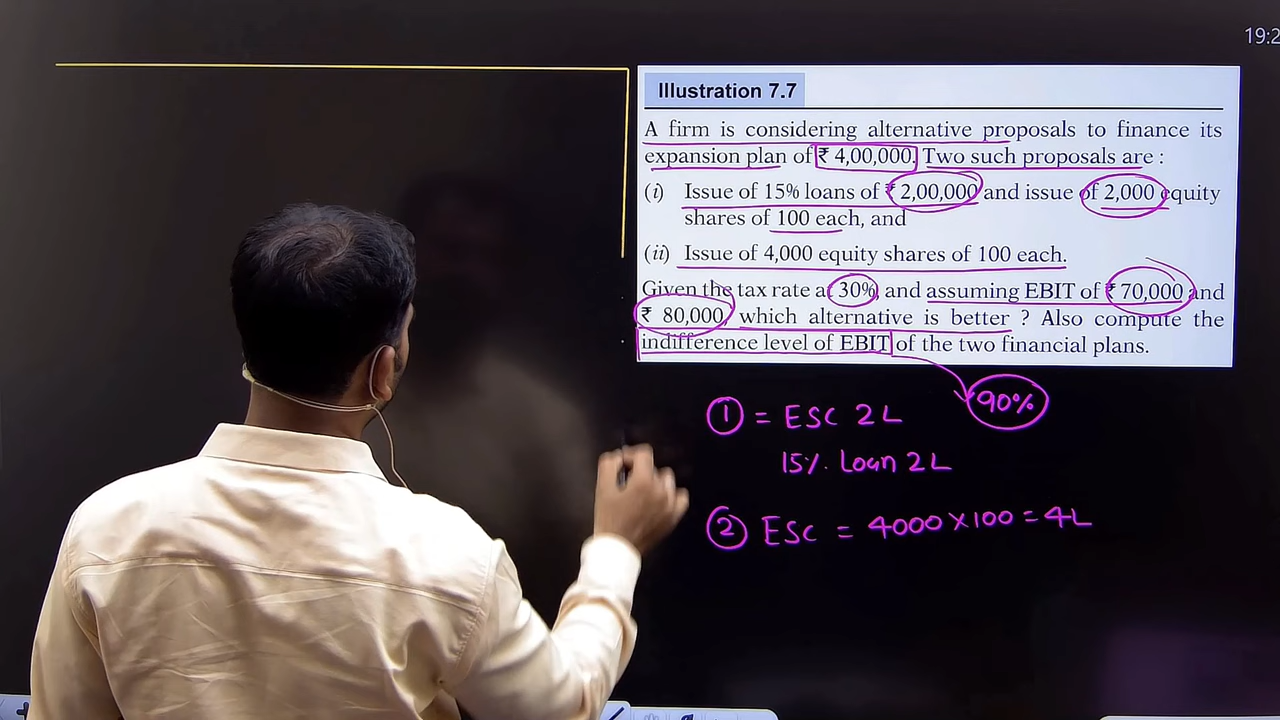 19:2
Illustration 7.7
A firm is considering alternative proposals to finance its
expansion plan of ₹ 4,00,000. Two such proposals are :
(i) Issue of 15% loans of ₹ 2,00,000 and issue of 2,000 equity
shares of 100 each, and
(ii) Issue of 4,000 equity shares of 100 each.
Given the tax rate at 30%, and assuming EBIT of ₹ 70,000 and
₹ 80,000, which alternative is better ? Also compute the
indifference level of EBIT of the two financial plans.
90%
① = ESC 2L
15% Loan 2L
② ESC = 4000 × 100 = 4L